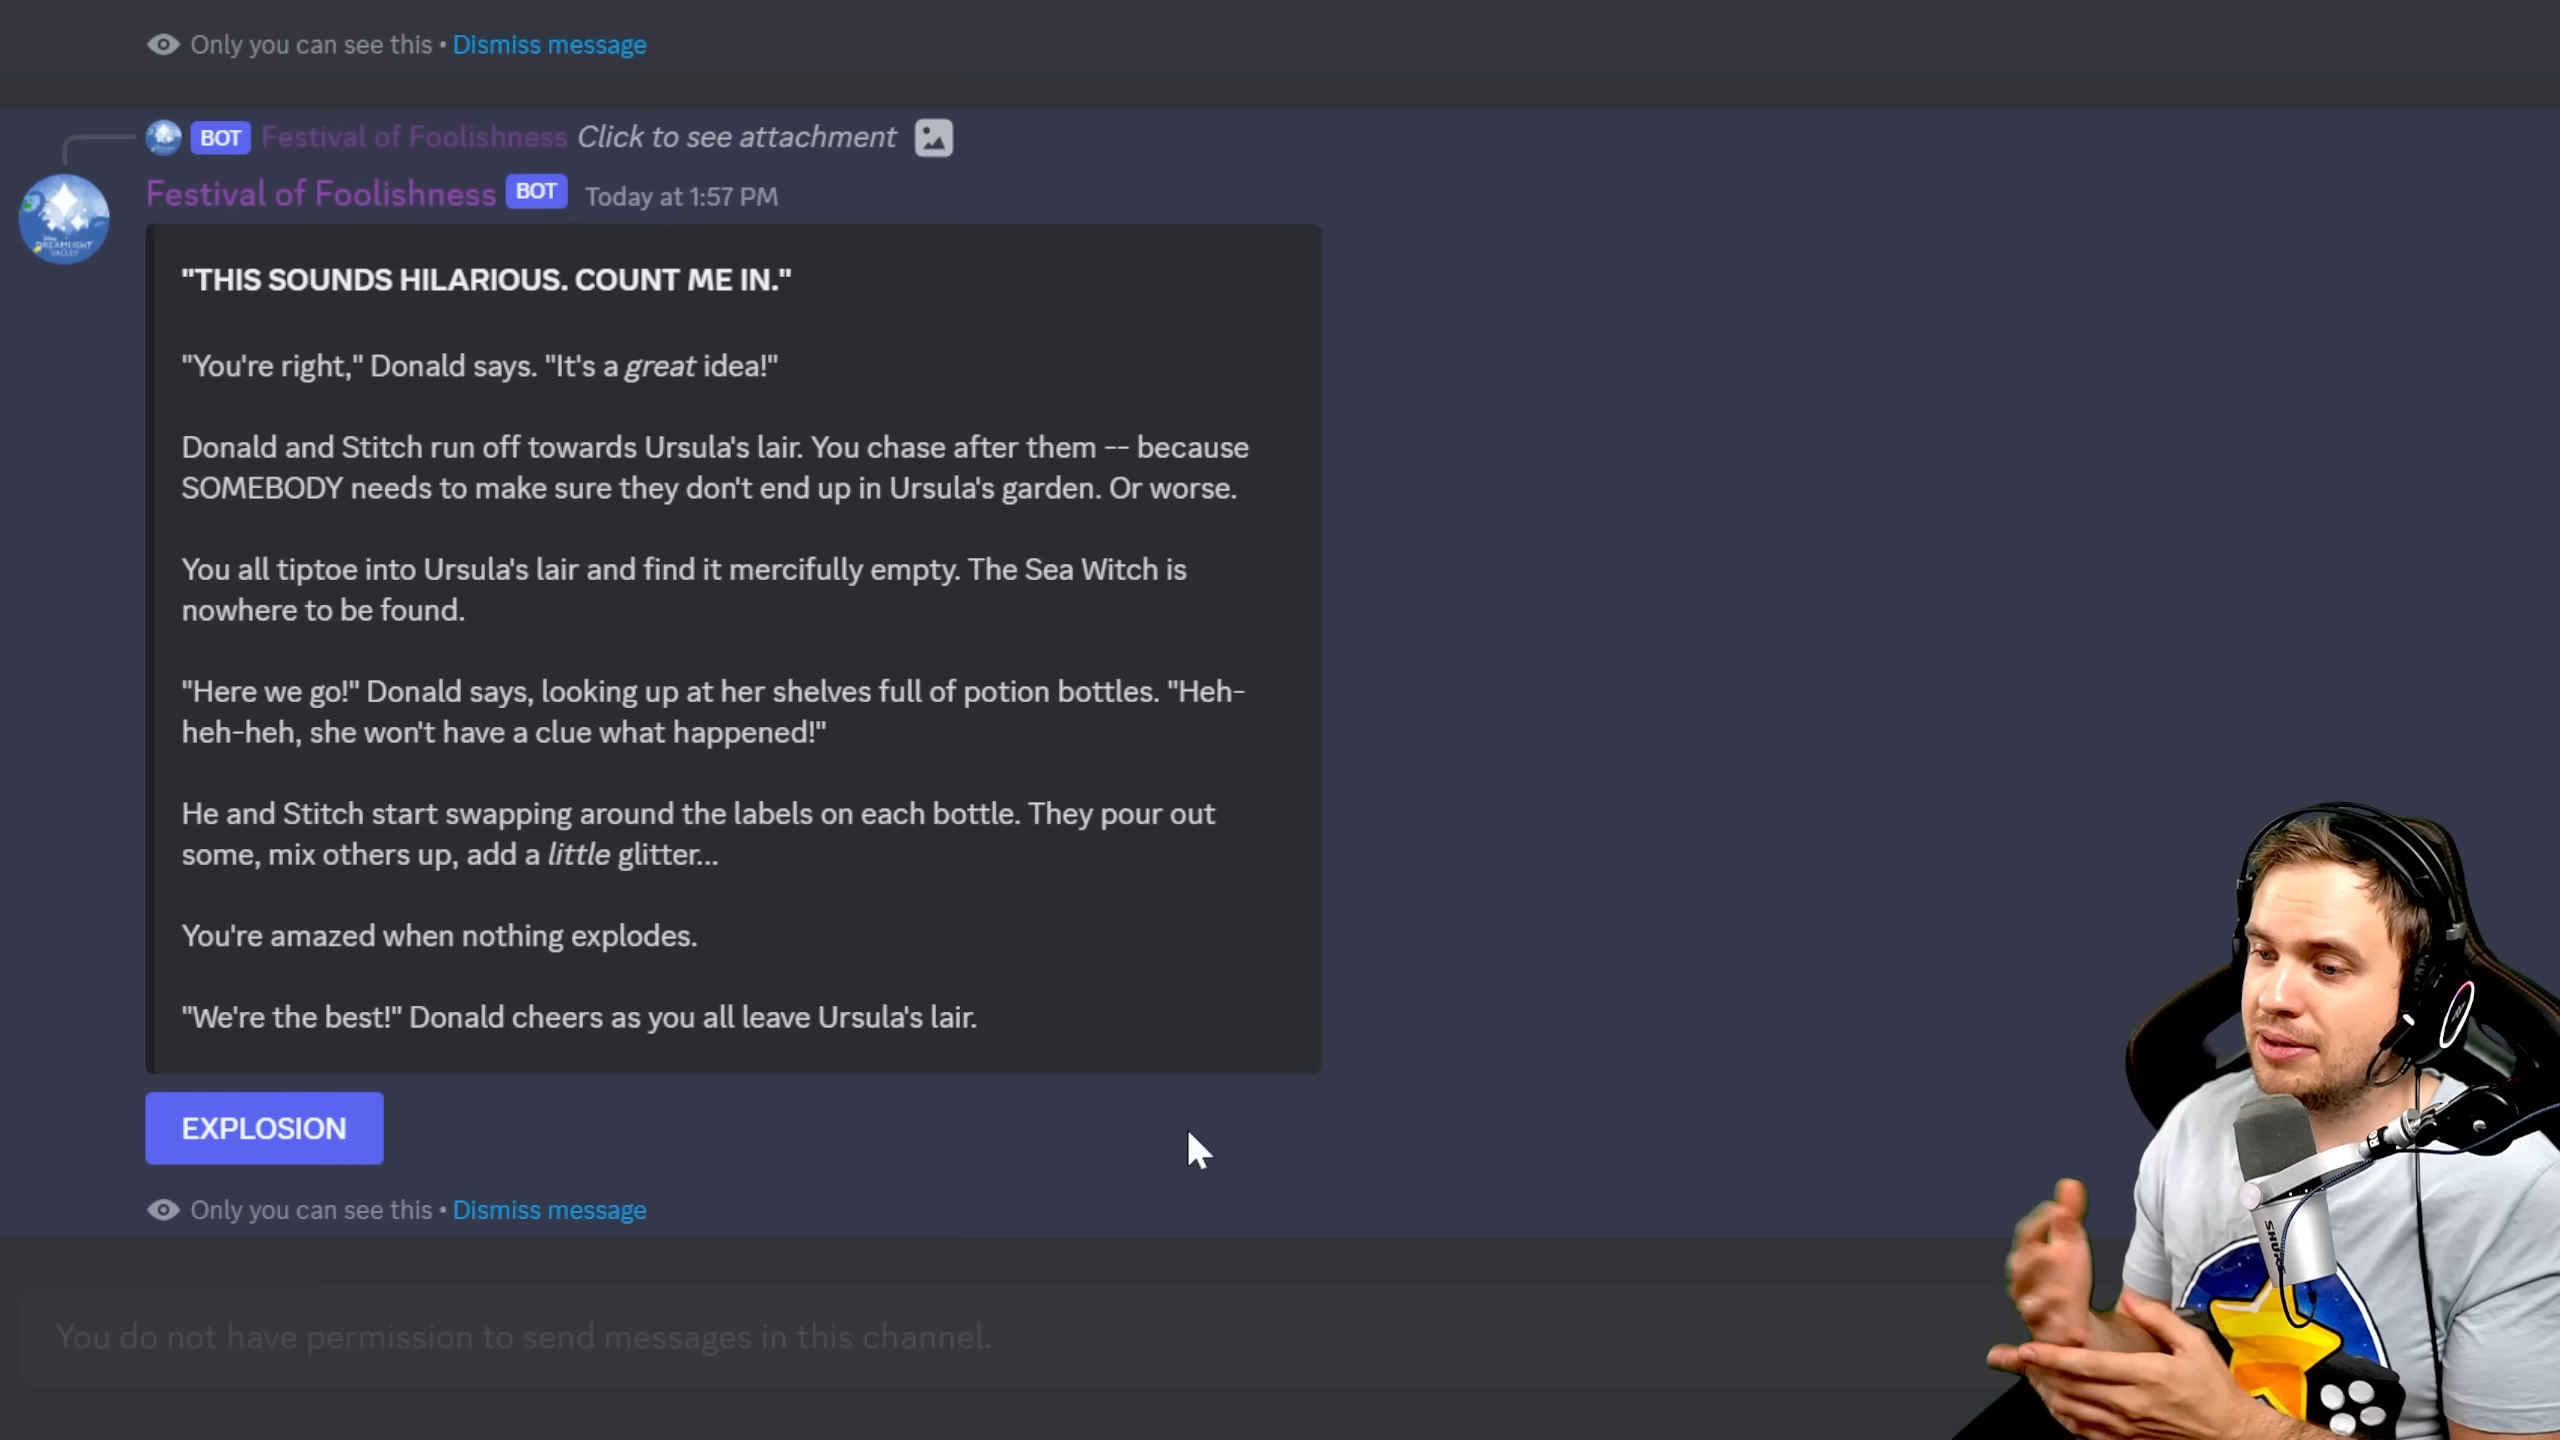 Only you can see this • Dismiss message
BOT Festival of Foolishness Click to see attachment
Festival of Foolishness BOT Today at 1:57 PM
"THIS SOUNDS HILARIOUS. COUNT ME IN."
"You're right," Donald says. "It's a great idea!"
Donald and Stitch run off towards Ursula's lair. You chase after them -- because
SOMEBODY needs to make sure they don't end up in Ursula's garden. Or worse.
You all tiptoe into Ursula's lair and find it mercifully empty. The Sea Witch is
nowhere to be found.
"Here we go!" Donald says, looking up at her shelves full of potion bottles. "Heh-
heh-heh, she won't have a clue what happened!"
He and Stitch start swapping around the labels on each bottle. They pour out
some, mix others up, add a little glitter...
You're amazed when nothing explodes.
"We're the best!" Donald cheers as you all leave Ursula's lair.
EXPLOSION
Only you can see this • Dismiss message
You do not have permission to send messages in this channel.
DREAMLIGHT
VALLEY
SHURE